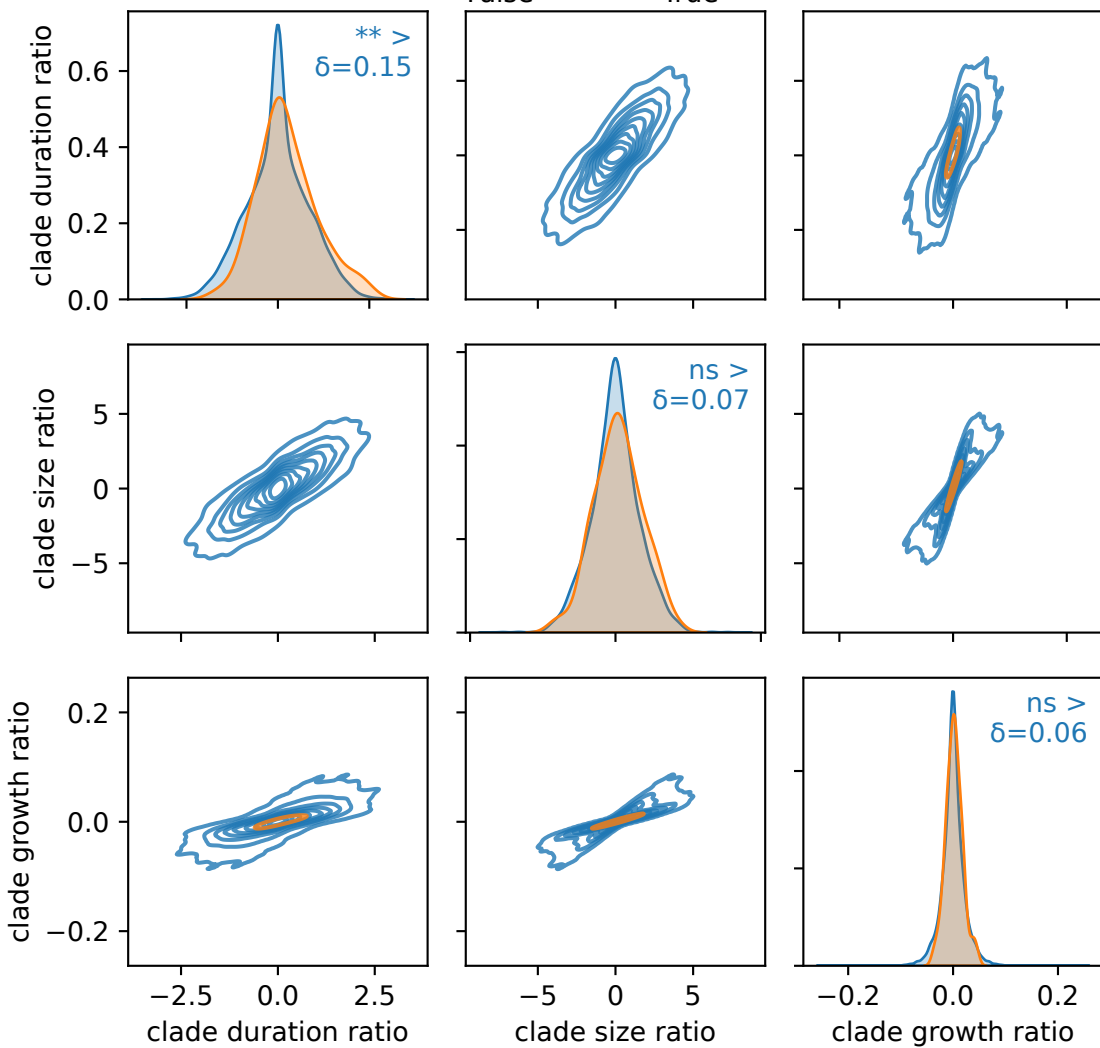 False True
clade duration ratio
0.6
0.4
0.2
0.0
** >
δ=0.15
clade size ratio
5
0
−5
ns >
δ=0.07
clade growth ratio
0.2
0.0
−0.2
ns >
δ=0.06
−2.5 0.0 2.5
−5 0 5
−0.2 0.0 0.2
clade duration ratio
clade size ratio
clade growth ratio